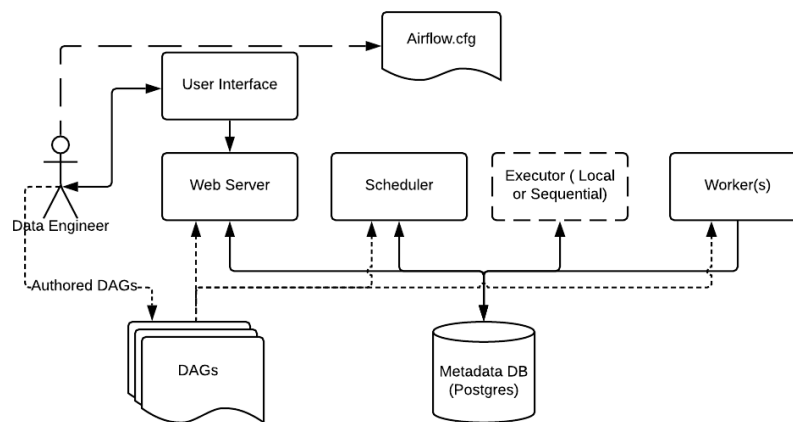 Airflow.cfg
User Interface
Web Server
Scheduler
Executor ( Local
or Sequential)
Worker(s)
Data Engineer
Authored DAGs
DAGs
Metadata DB
(Postgres)